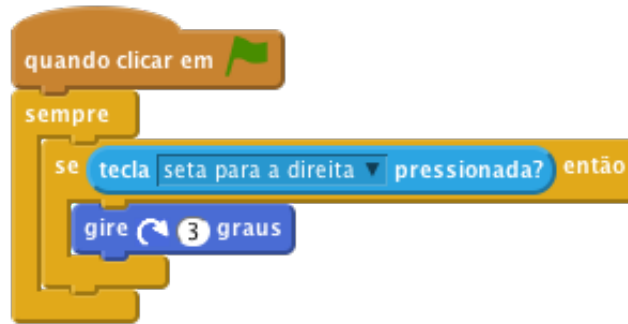 quando clicar em
sempre
se tecla seta para a direita pressionada? então
gire 3 graus